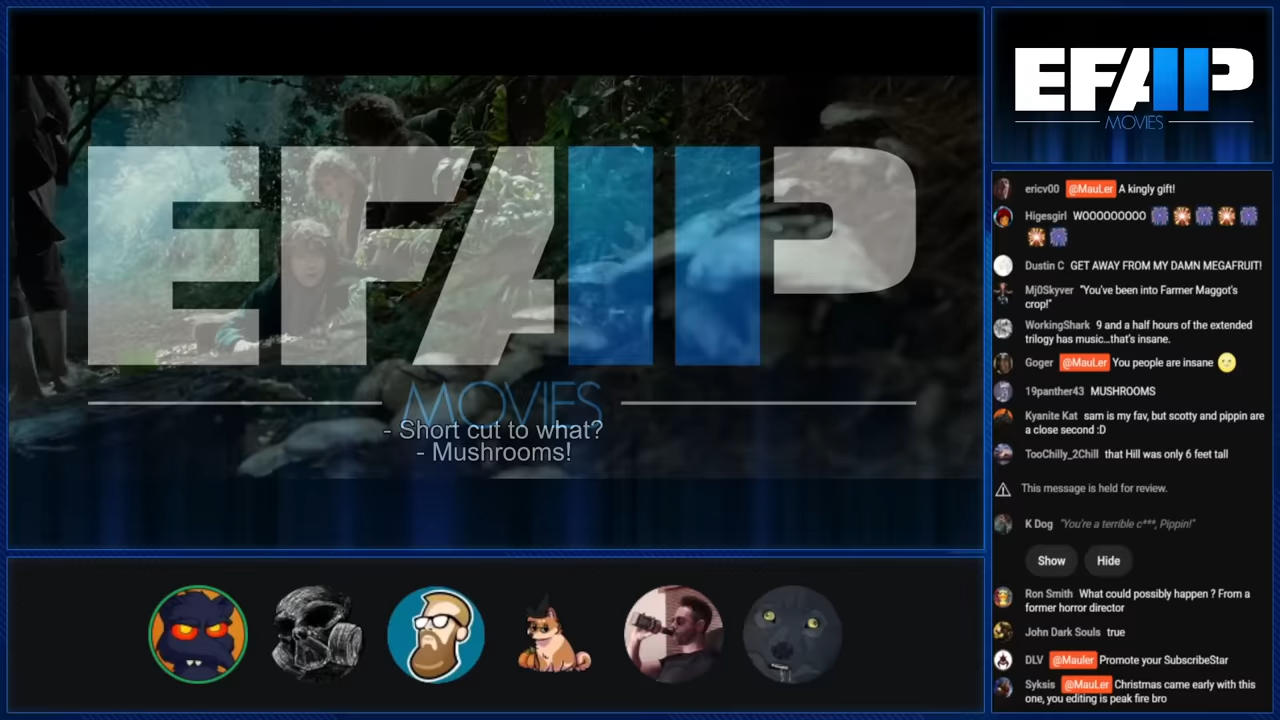 EFAP
MOVIES
- Short cut to what?
- Mushrooms!
EFAP
MOVIES
ericv00 @MauLer A kingly gift!
Higesgirl WOOOOOOOOO
Dustin C GET AWAY FROM MY DAMN MEGAFRUIT!
Mj0Skyver "You've been into Farmer Maggot's
crop!"
WorkingShark 9 and a half hours of the extended
trilogy has music...that's insane.
Goger @MauLer You people are insane
19panther43 MUSHROOMS
Kyanite Kat sam is my fav, but scotty and pippin are
a close second :D
TooChilly_2Chill that Hill was only 6 feet tall
This message is held for review.
K Dog "You're a terrible c***, Pippin!"
Show Hide
Ron Smith What could possibly happen ? From a
former horror director
John Dark Souls true
DLV @Mauler Promote your SubscribeStar
Syksis @MauLer Christmas came early with this
one, you editing is peak fire bro